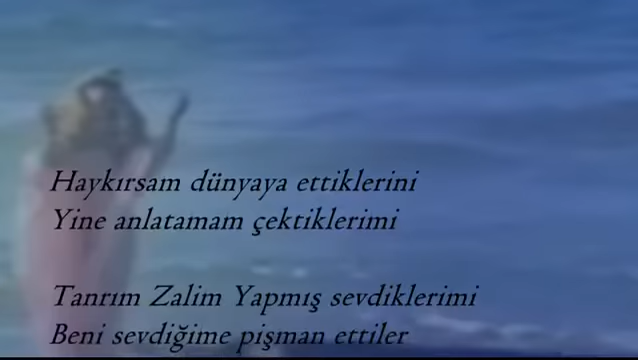 Haykırsam dünyaya ettiklerini
Yine anlatamam çektiklerimi
Tanrım Zalim Yapmış sevdiklerimi
Beni sevdiğime pişman ettiler